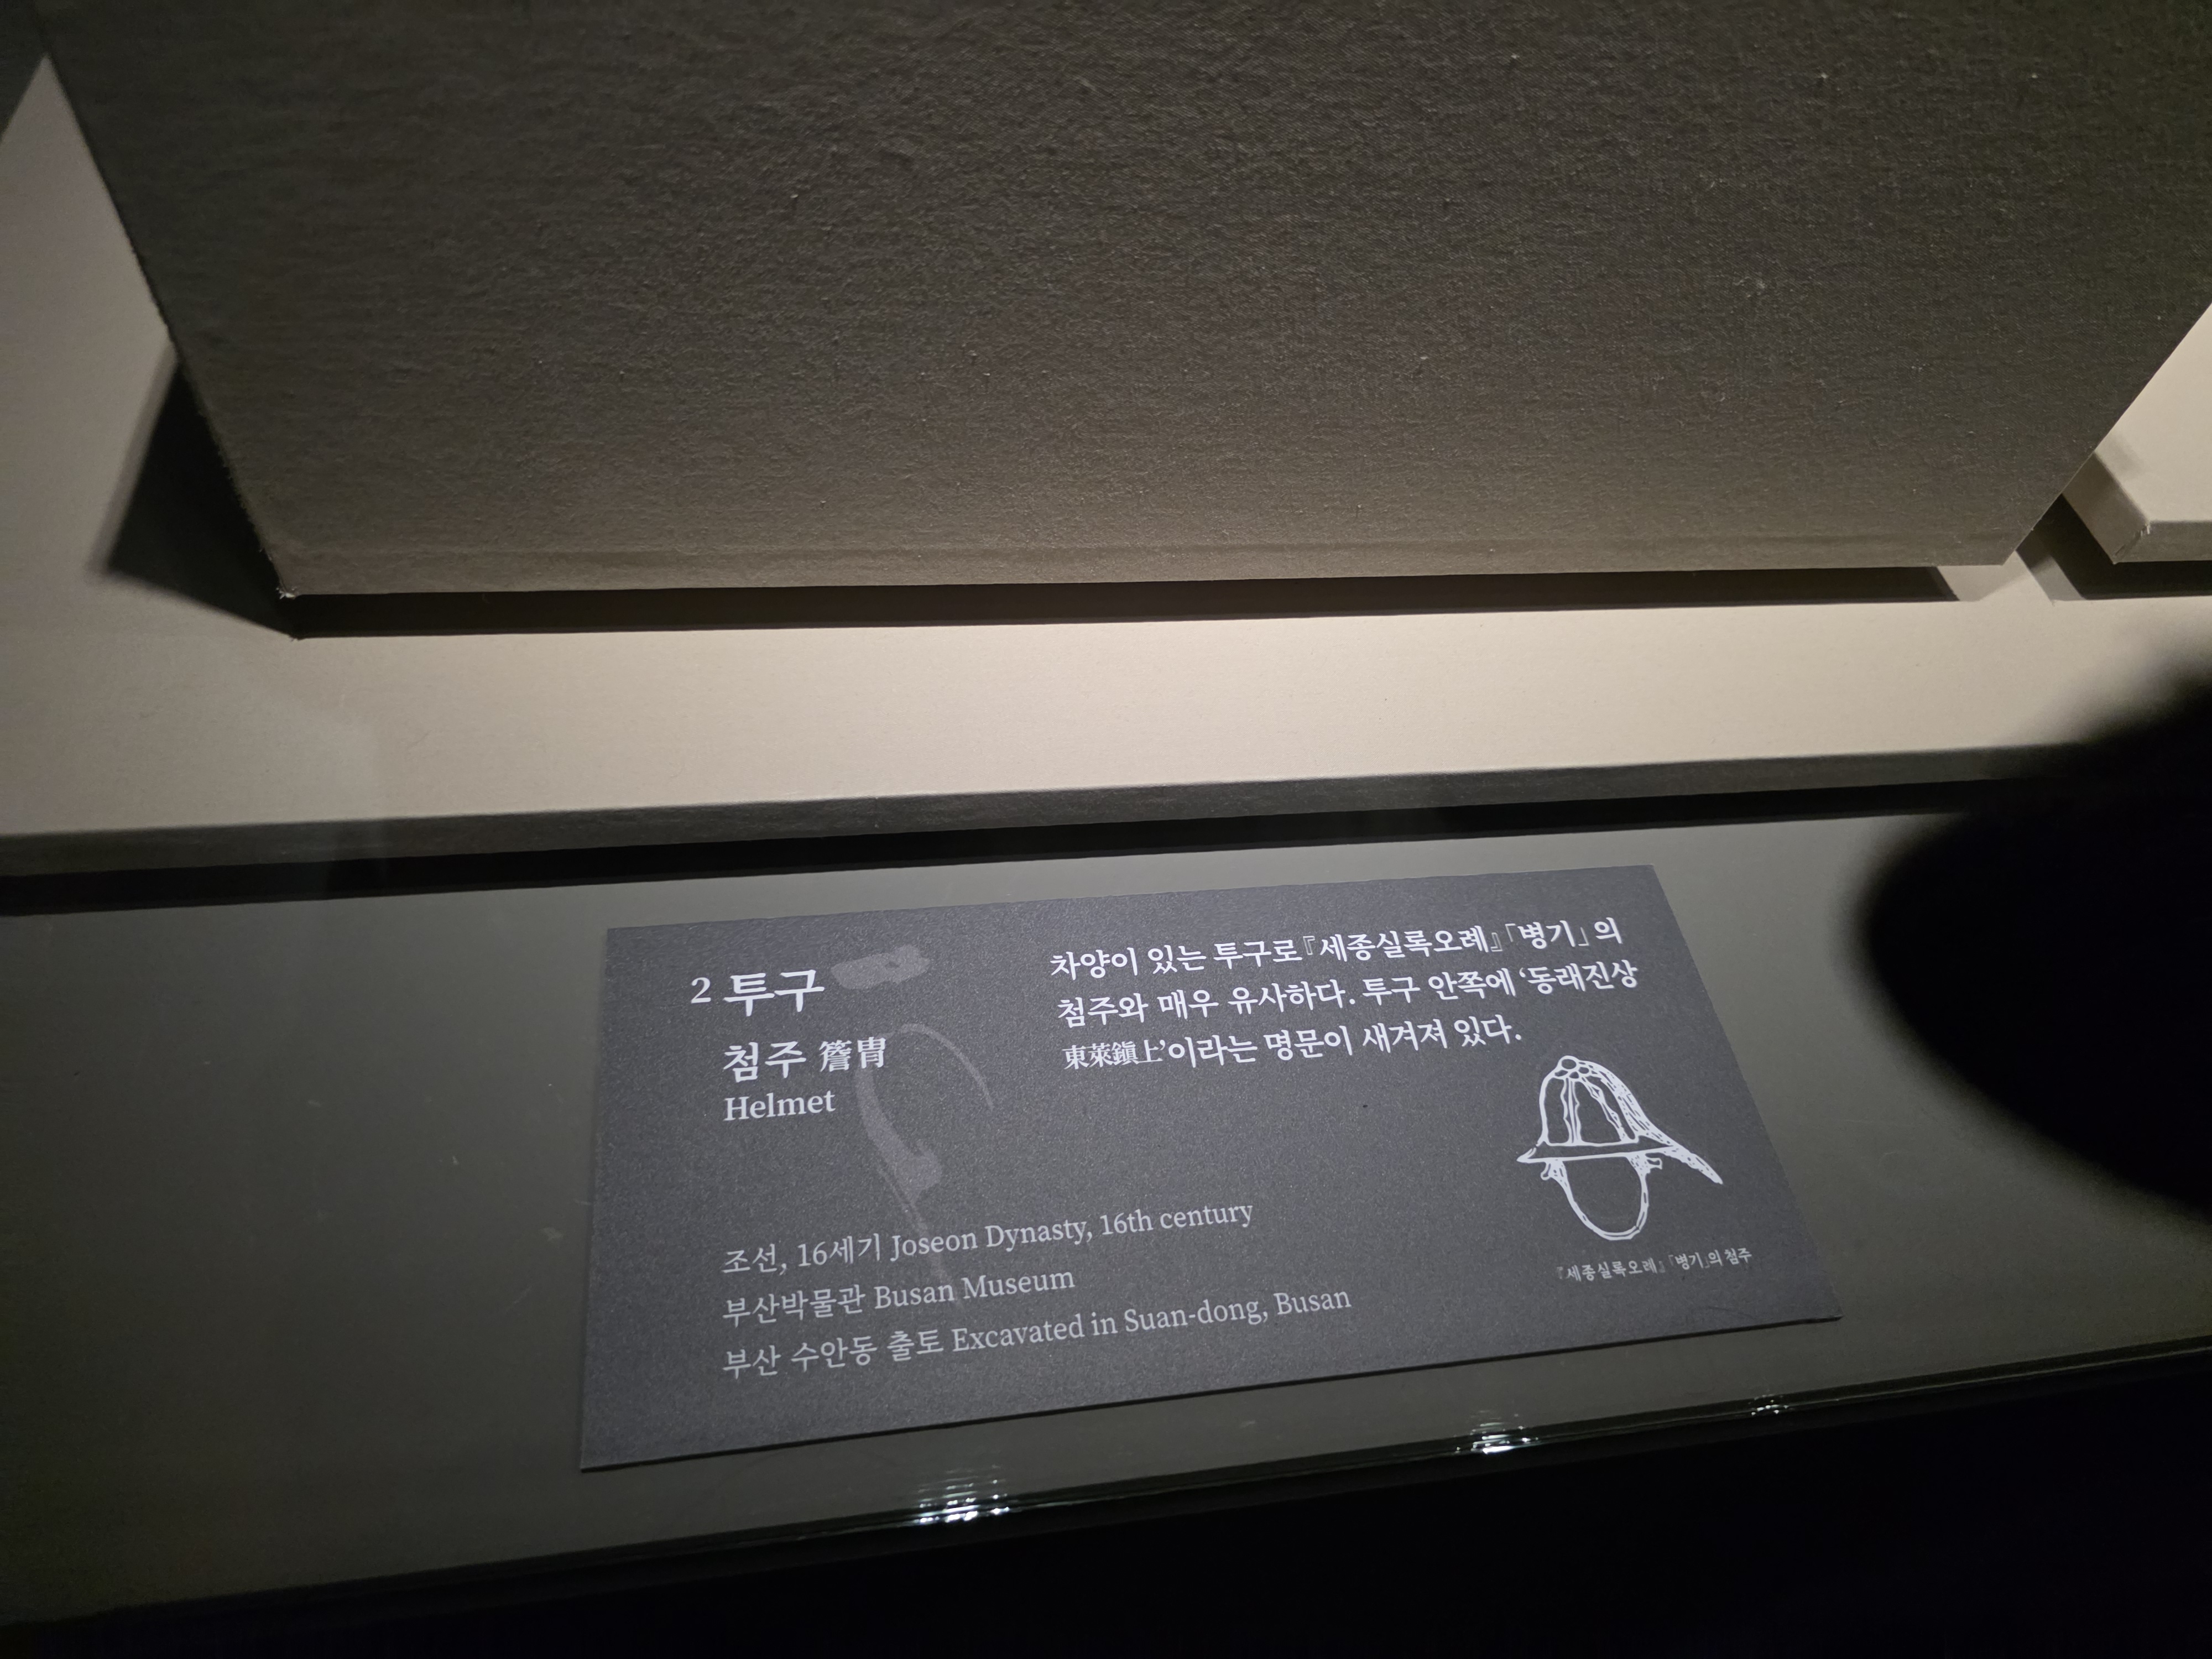 2 투구
첨주 簷冑
Helmet
조선, 16세기 Joseon Dynasty, 16th century
부산박물관 Busan Museum
부산 수안동 출토 Excavated in Suan-dong, Busan
차양이 있는 투구로 『세종실록오례』 「병기」의
첨주와 매우 유사하다. 투구 안쪽에 ‘동래진상
東萊鎭上’이라는 명문이 새겨져 있다.
『세종실록오례』 「병기」의 첨주